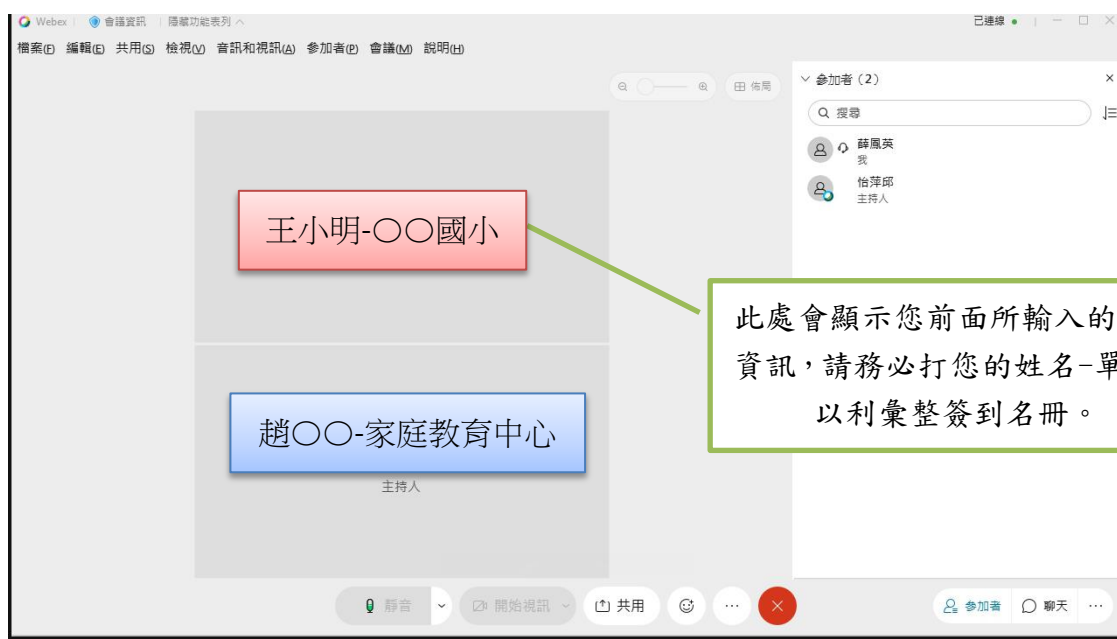 Webex 會議資訊 隱藏功能表列 已連線
檔案(F) 編輯(E) 共用(S) 檢視(V) 音訊和視訊(A) 參加者(P) 會議(M) 說明(H)
佈局
參加者(2)
搜尋
薛鳳英
我
怡萍邱
主持人
王小明-〇〇國小
此處會顯示您前面所輸入的
資訊，請務必打您的姓名-單
以利彙整簽到名冊。
趙〇〇-家庭教育中心
主持人
靜音 開始視訊 共用 參加者 聊天